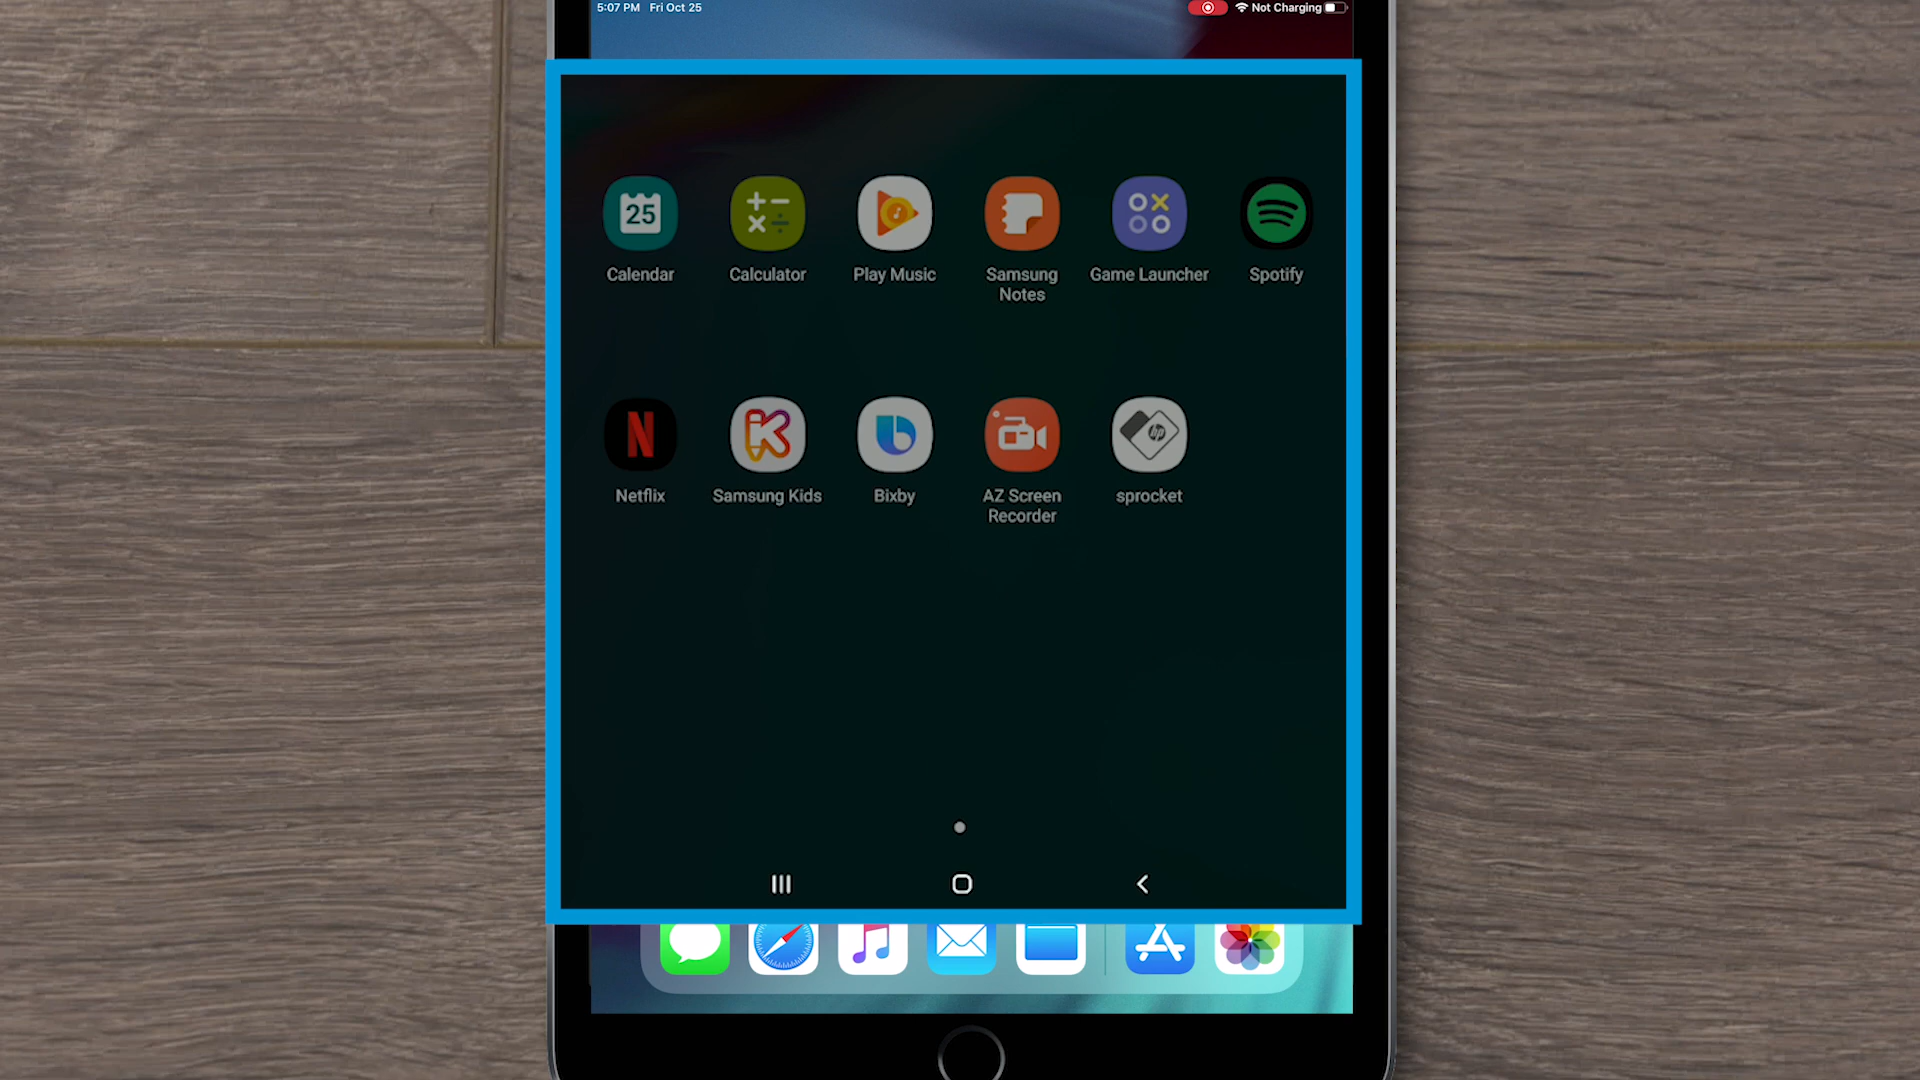 5:07 PM Fri Oct 25
Not Charging
25
Calendar
Calculator
Play Music
Samsung
Notes
Game Launcher
Spotify
N
Netflix
Samsung Kids
Bixby
AZ Screen
Recorder
hp
sprocket